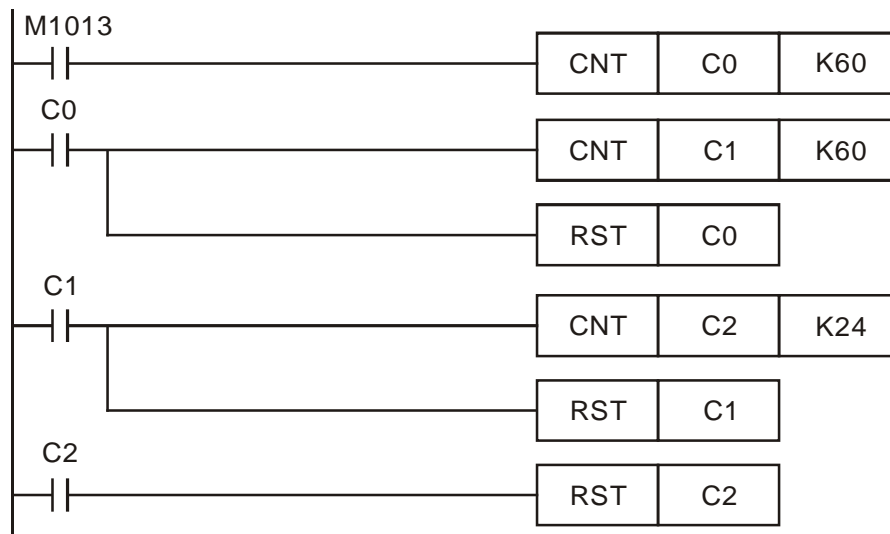 M1013
CNT C0 K60
C0
CNT C1 K60
RST C0
C1
CNT C2 K24
RST C1
C2
RST C2